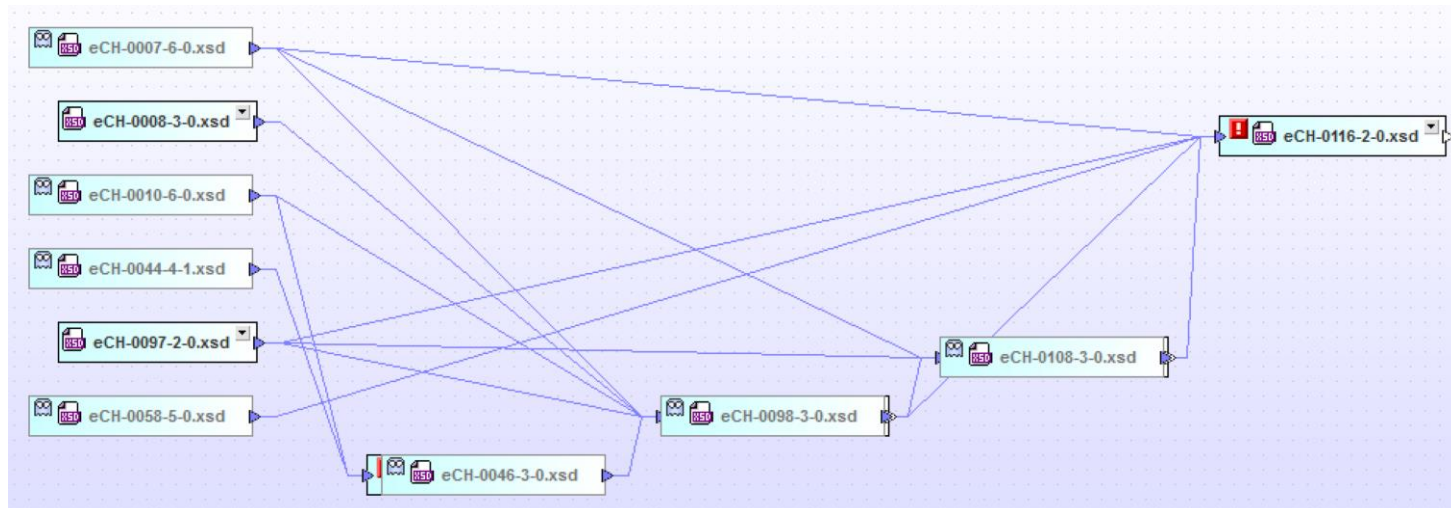 eCH-0007-6-0.xsd
eCH-0008-3-0.xsd
eCH-0116-2-0.xsd
eCH-0010-6-0.xsd
eCH-0044-4-1.xsd
eCH-0097-2-0.xsd
eCH-0108-3-0.xsd
eCH-0058-5-0.xsd
eCH-0098-3-0.xsd
eCH-0046-3-0.xsd